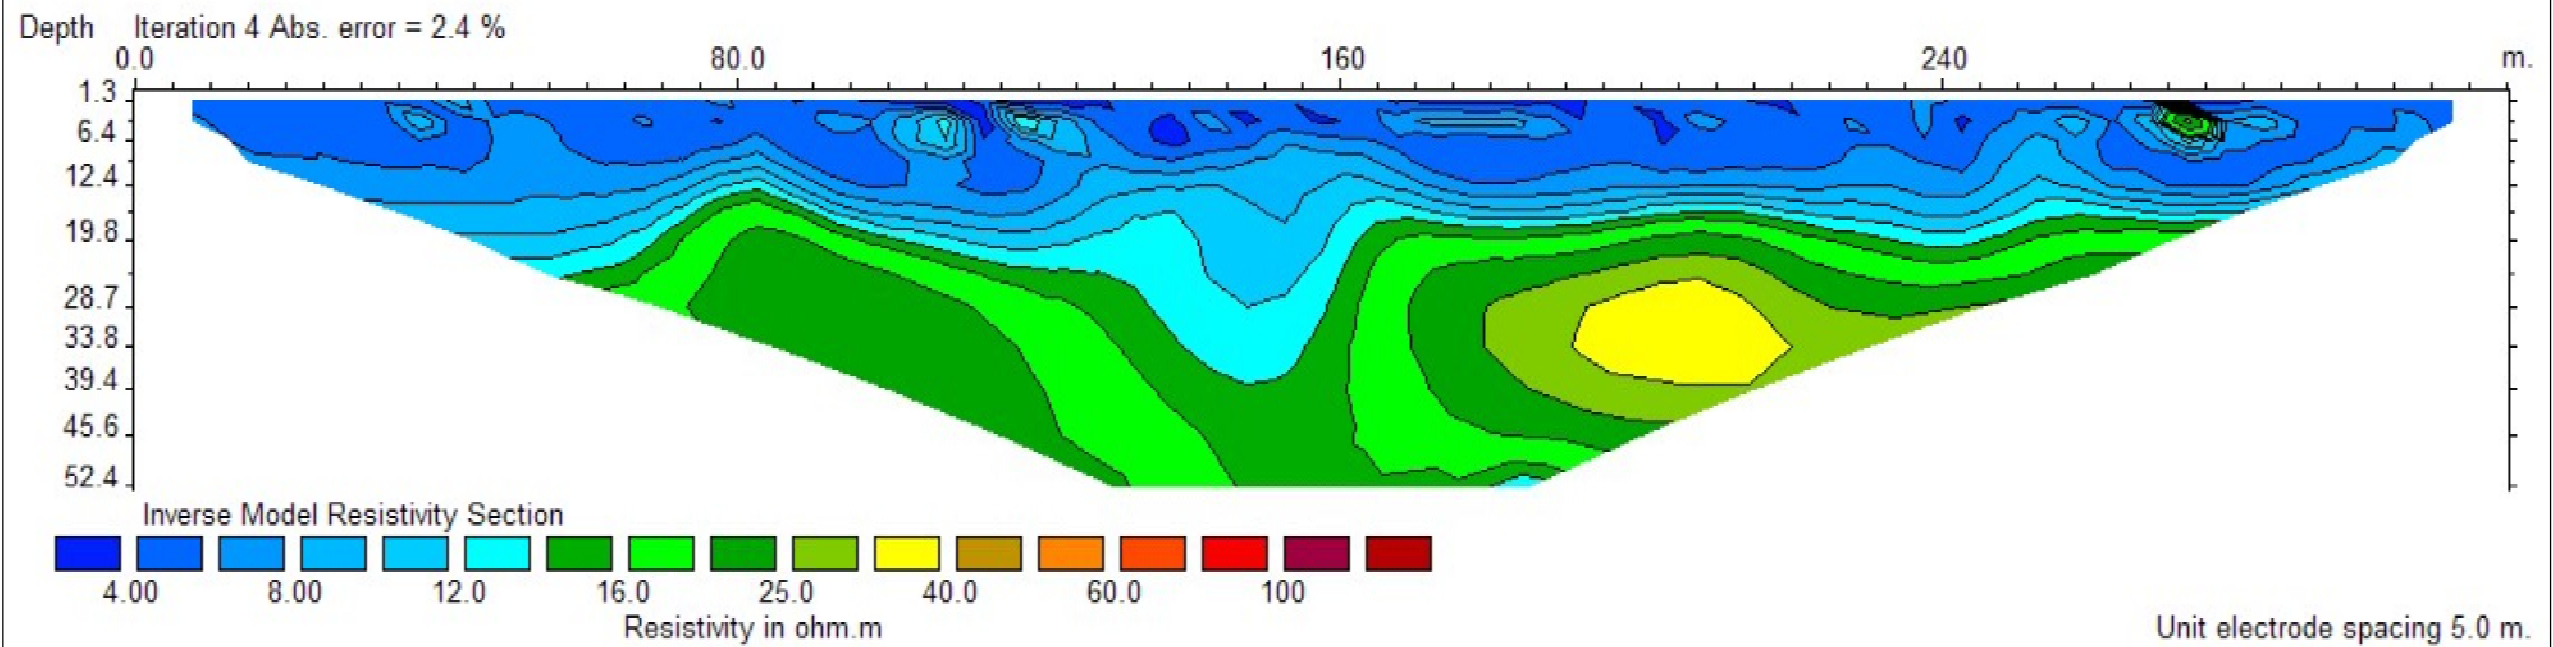 Depth Iteration 4 Abs. error = 2.4 %
0.0 80.0 160 240 m.
1.3
6.4
12.4
19.8
28.7
33.8
39.4
45.6
52.4
Inverse Model Resistivity Section
4.00 8.00 12.0 16.0 25.0 40.0 60.0 100
Resistivity in ohm.m Unit electrode spacing 5.0 m.